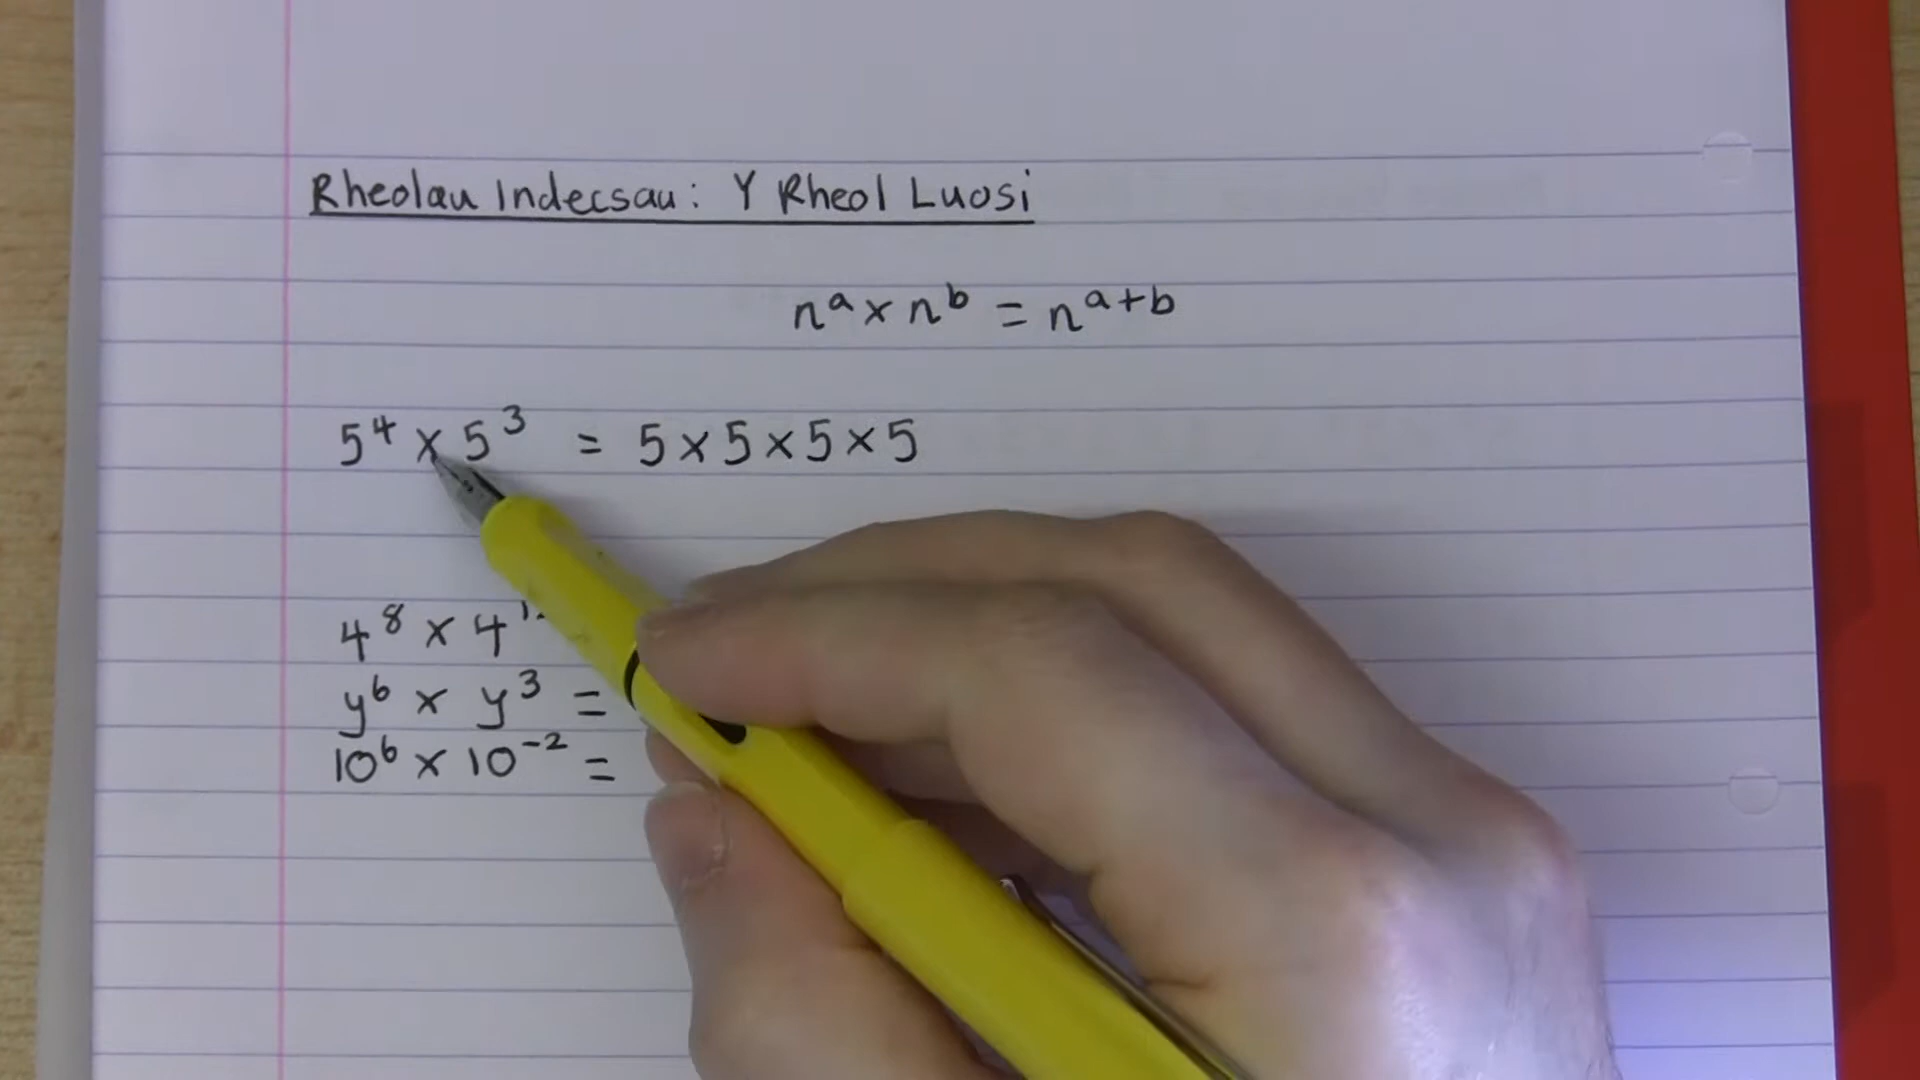 Rheolau Indecsau: Y Rheol Luosi
nᵃ × nᵇ = nᵃ⁺ᵇ
5⁴ × 5³ = 5 × 5 × 5 × 5
4⁸ × 4
y⁶ × y³ =
10⁶ × 10⁻² =